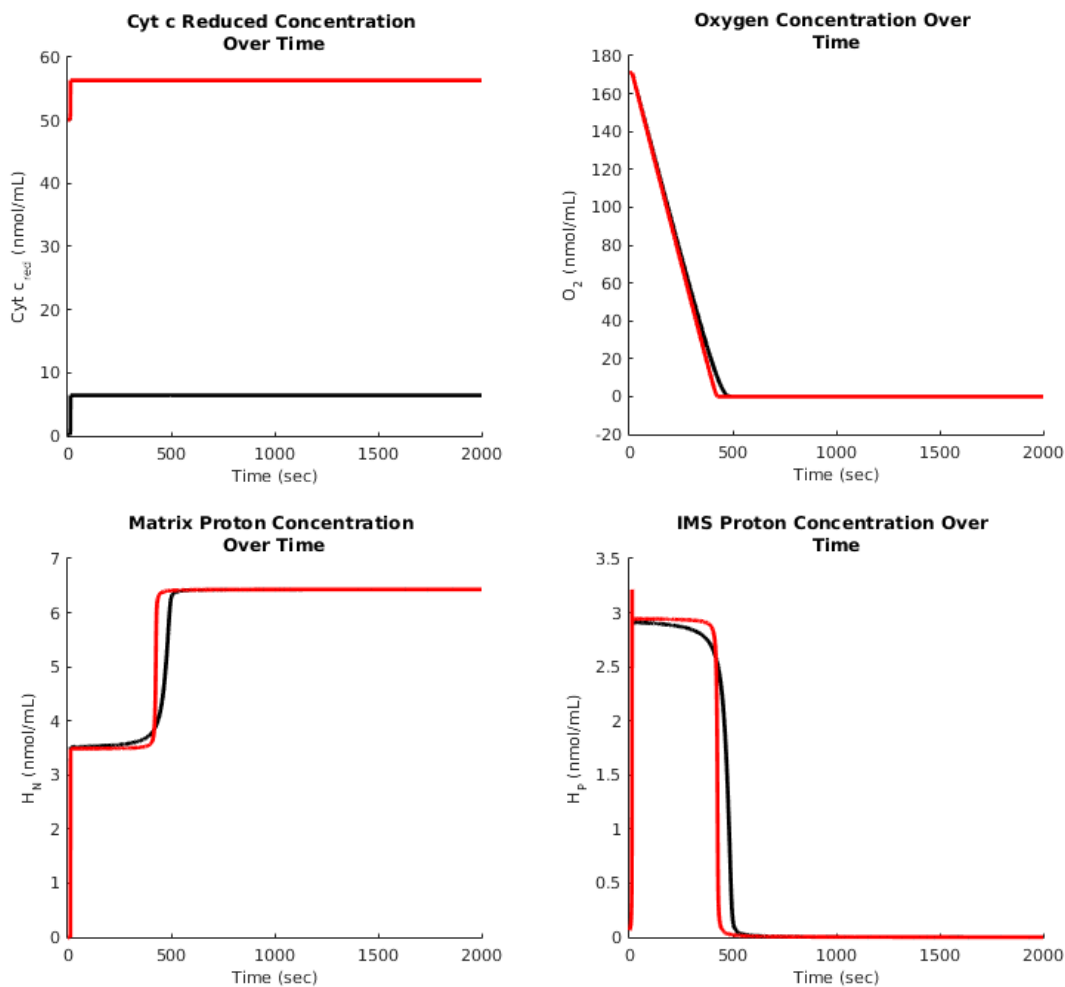 Cyt c Reduced Concentration
Over Time
60
50
40
30
20
10
0
Cyt c_red (nmol/mL)
0 500 1000 1500 2000
Time (sec)
Oxygen Concentration Over
Time
180
160
140
120
100
80
60
40
20
0
-20
O_2 (nmol/mL)
0 500 1000 1500 2000
Time (sec)
Matrix Proton Concentration
Over Time
7
6
5
4
3
2
1
0
H_N (nmol/mL)
0 500 1000 1500 2000
Time (sec)
IMS Proton Concentration Over
Time
3.5
3
2.5
2
1.5
1
0.5
0
H_P (nmol/mL)
0 500 1000 1500 2000
Time (sec)